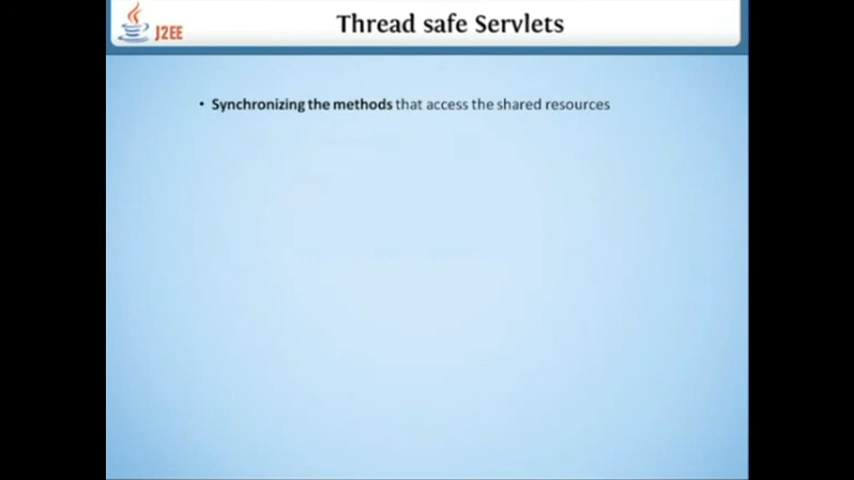 J2EE
Thread safe Servlets
• Synchronizing the methods that access the shared resources